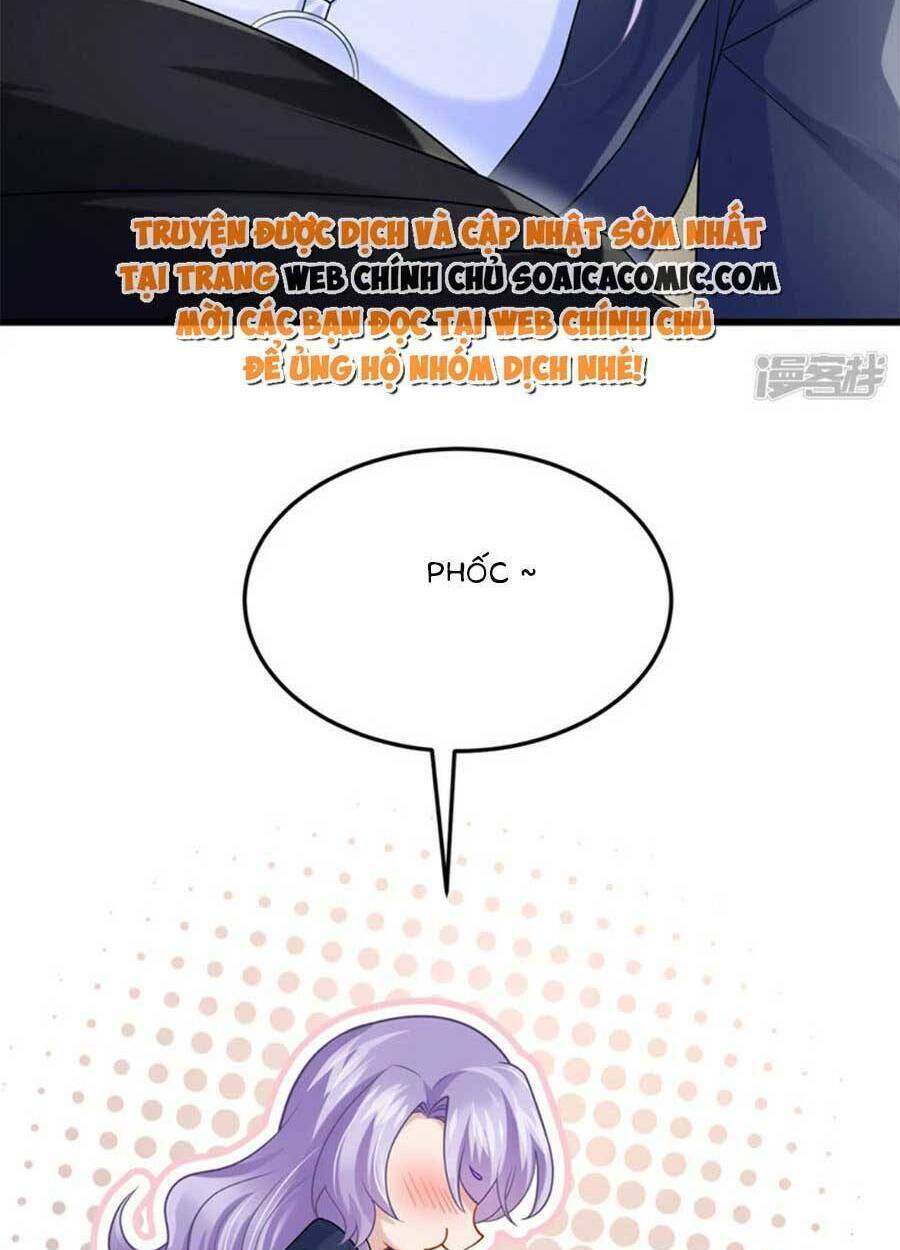 TRUYỆN ĐƯỢC DỊCH VÀ CẬP NHẬT SỚM NHẤT
TẠI TRANG WEB CHÍNH CHỦ SOAICACOMIC.COM
MỜI CÁC BẠN ĐỌC TẠI WEB CHÍNH CHỦ
ĐỂ ỦNG HỘ NHÓM DỊCH NHÉ!
漫客栈
PHỐC ~